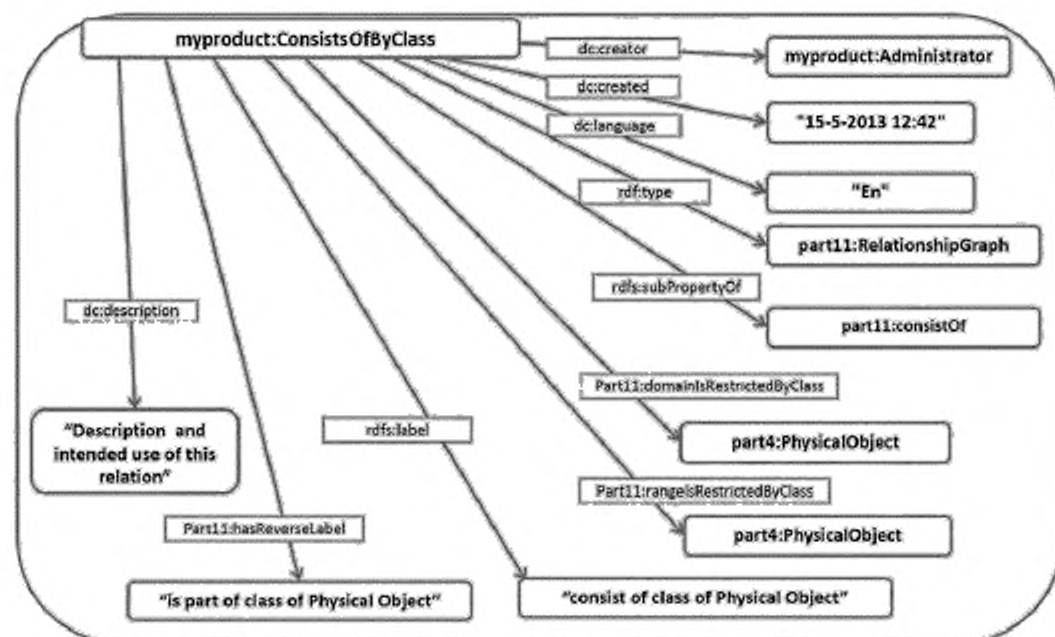 myproduct:ConsistsOfByClass
dc:creator
myproduct:Administrator
dc:created
"15-5-2013 12:42"
dc:language
"En"
rdf:type
part11:RelationshipGraph
rdfs:subPropertyOf
part11:consistOf
dc:description
Part11:domainIsRestrictedByClass
part4:PhysicalObject
"Description and
intended use of this
relation"
rdfs:label
Part11:rangeIsRestrictedByClass
part4:PhysicalObject
Part11:hasReverseLabel
"is part of class of Physical Object"
"consist of class of Physical Object"